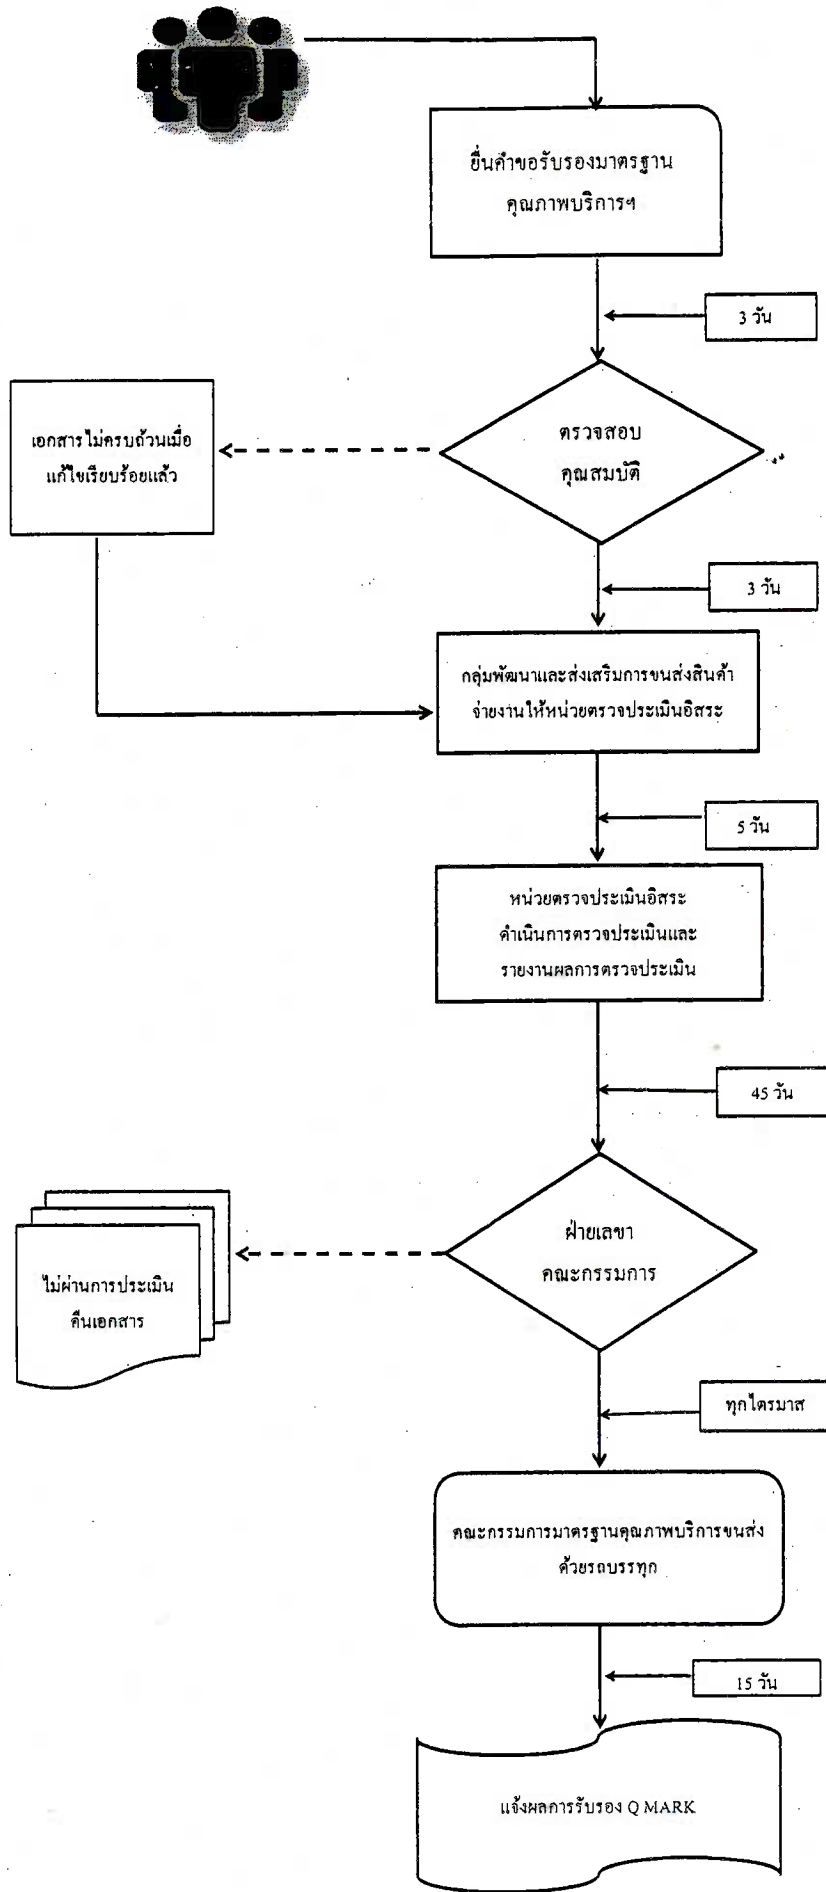 ยื่นคำขอรับรองมาตรฐาน
คุณภาพบริการฯ
3 วัน
ตรวจสอบ
คุณสมบัติ
เอกสารไม่ครบถ้วนเมื่อ
แก้ไขเรียบร้อยแล้ว
3 วัน
กลุ่มพัฒนาและส่งเสริมการขนส่งสินค้า
จ่ายงานให้หน่วยตรวจประเมินอิสระ
5 วัน
หน่วยตรวจประเมินอิสระ
ดำเนินการตรวจประเมินและ
รายงานผลการตรวจประเมิน
45 วัน
ฝ่ายเลขา
คณะกรรมการ
ไม่ผ่านการประเมิน
คืนเอกสาร
ทุกไตรมาส
คณะกรรมการมาตรฐานคุณภาพบริการขนส่ง
ด้วยรถบรรทุก
15 วัน
แจ้งผลการรับรอง Q MARK